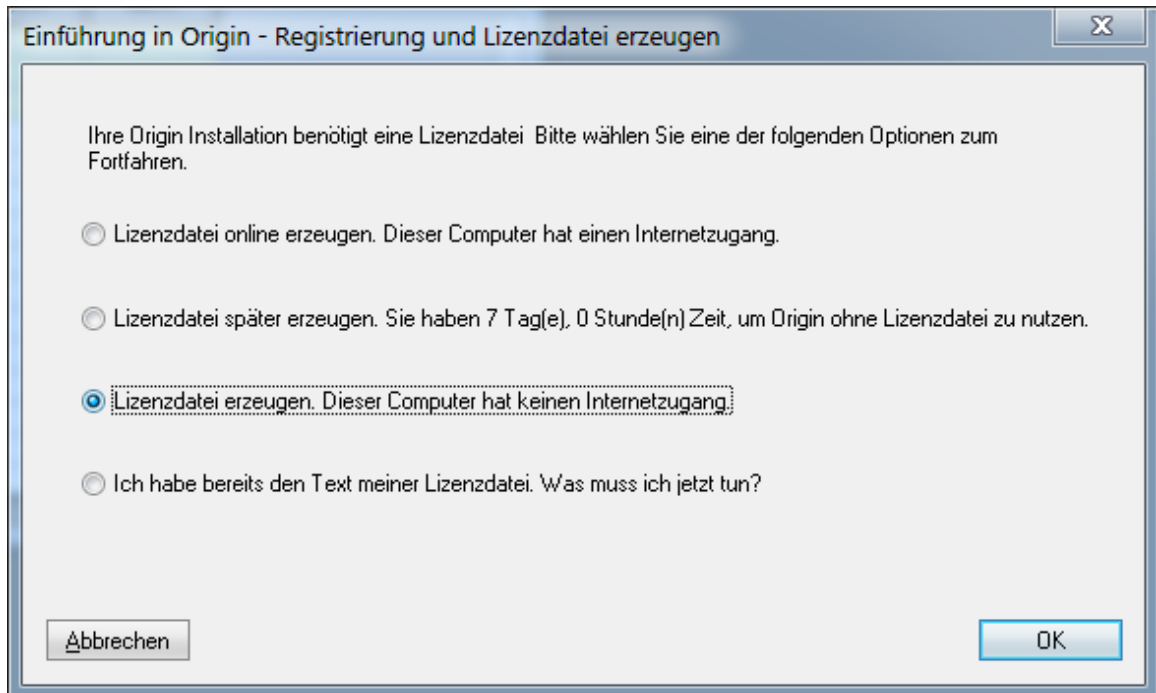 Einführung in Origin - Registrierung und Lizenzdatei erzeugen
Ihre Origin Installation benötigt eine Lizenzdatei  Bitte wählen Sie eine der folgenden Optionen zum
Fortfahren.
Lizenzdatei online erzeugen. Dieser Computer hat einen Internetzugang.
Lizenzdatei später erzeugen. Sie haben 7 Tag(e), 0 Stunde(n) Zeit, um Origin ohne Lizenzdatei zu nutzen.
Lizenzdatei erzeugen. Dieser Computer hat keinen Internetzugang.
Ich habe bereits den Text meiner Lizenzdatei. Was muss ich jetzt tun?
Abbrechen
OK